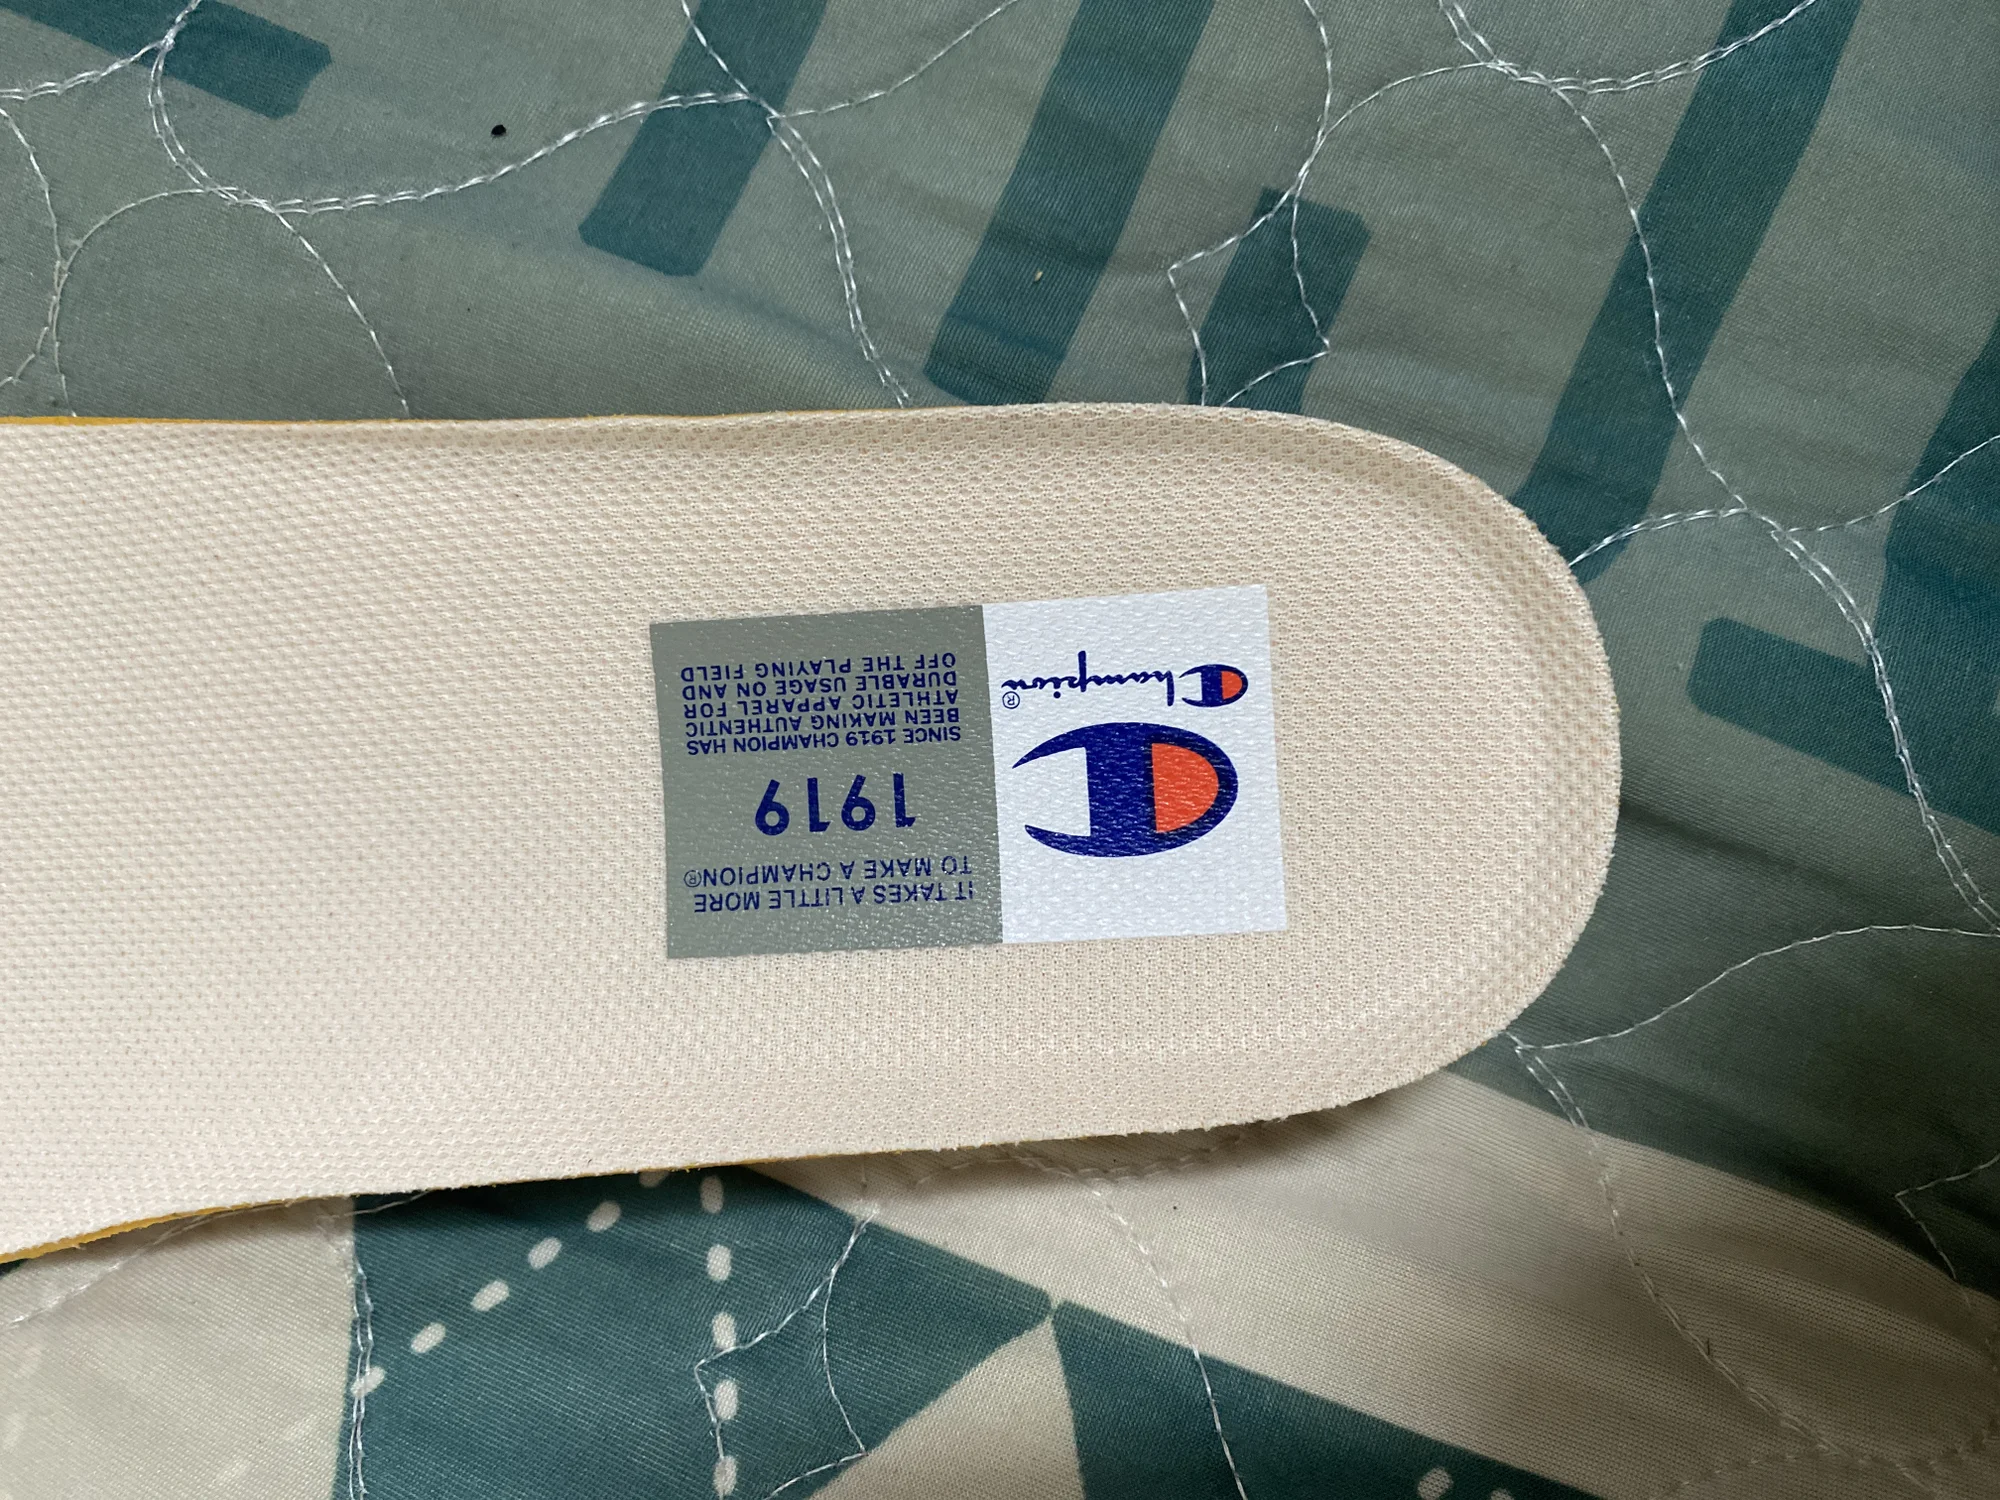 IT TAKES A LITTLE MORE
TO MAKE A CHAMPION®
1919
SINCE 1919 CHAMPION HAS
BEEN MAKING AUTHENTIC
ATHLETIC APPAREL FOR
DURABLE USAGE ON AND
OFF THE PLAYING FIELD
Champion®